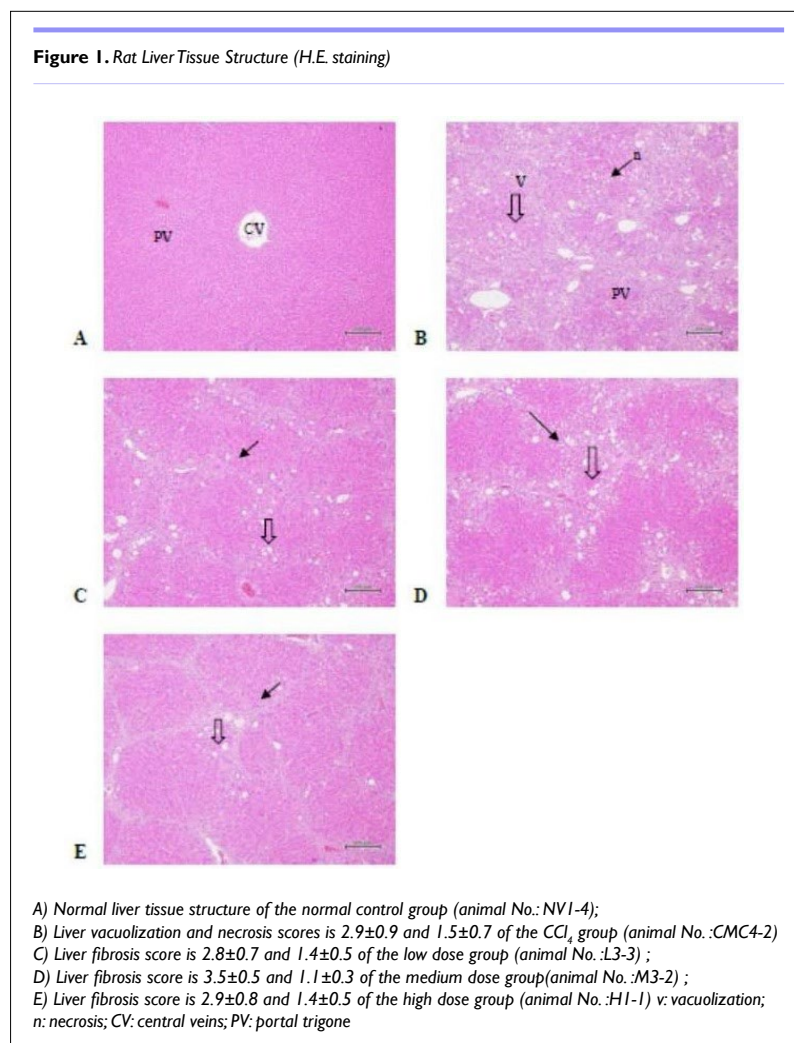 Figure 1. Rat Liver Tissue Structure (H.E. staining)
PV
CV
A
V
n
PV
B
C
D
E
A) Normal liver tissue structure of the normal control group (animal No.: NV1-4);
B) Liver vacuolization and necrosis scores is 2.9±0.9 and 1.5±0.7 of the CCl₄ group (animal No. :CMC4-2)
C) Liver fibrosis score is 2.8±0.7 and 1.4±0.5 of the low dose group (animal No. :L3-3) ;
D) Liver fibrosis score is 3.5±0.5 and 1.1±0.3 of the medium dose group(animal No. :M3-2) ;
E) Liver fibrosis score is 2.9±0.8 and 1.4±0.5 of the high dose group (animal No. :H1-1) v: vacuolization;
n: necrosis; CV: central veins; PV: portal trigone